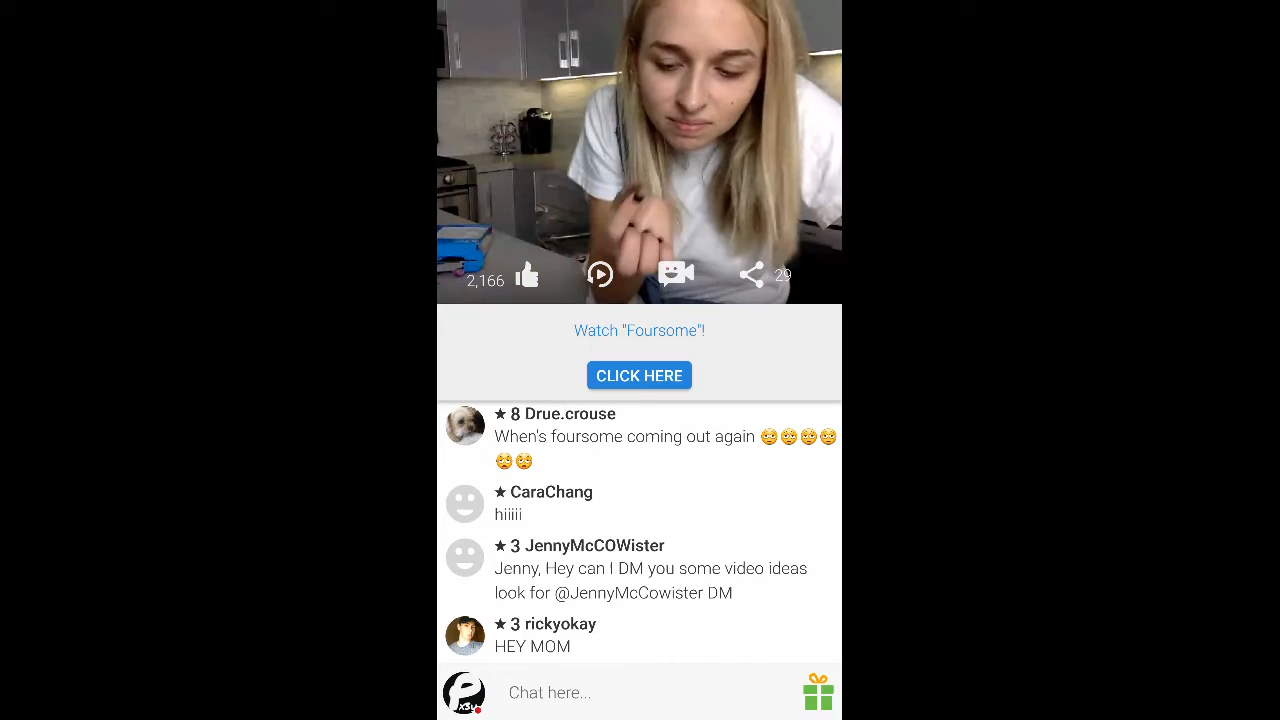 2,166
29
Watch "Foursome"!
CLICK HERE
★ 8 Drue.crouse
When's foursome coming out again 😳😳😳😳
😳😳
★ CaraChang
hiiiii
★ 3 JennyMcCOWister
Jenny, Hey can I DM you some video ideas
look for @JennyMcCowister DM
★ 3 rickyokay
HEY MOM
Chat here...